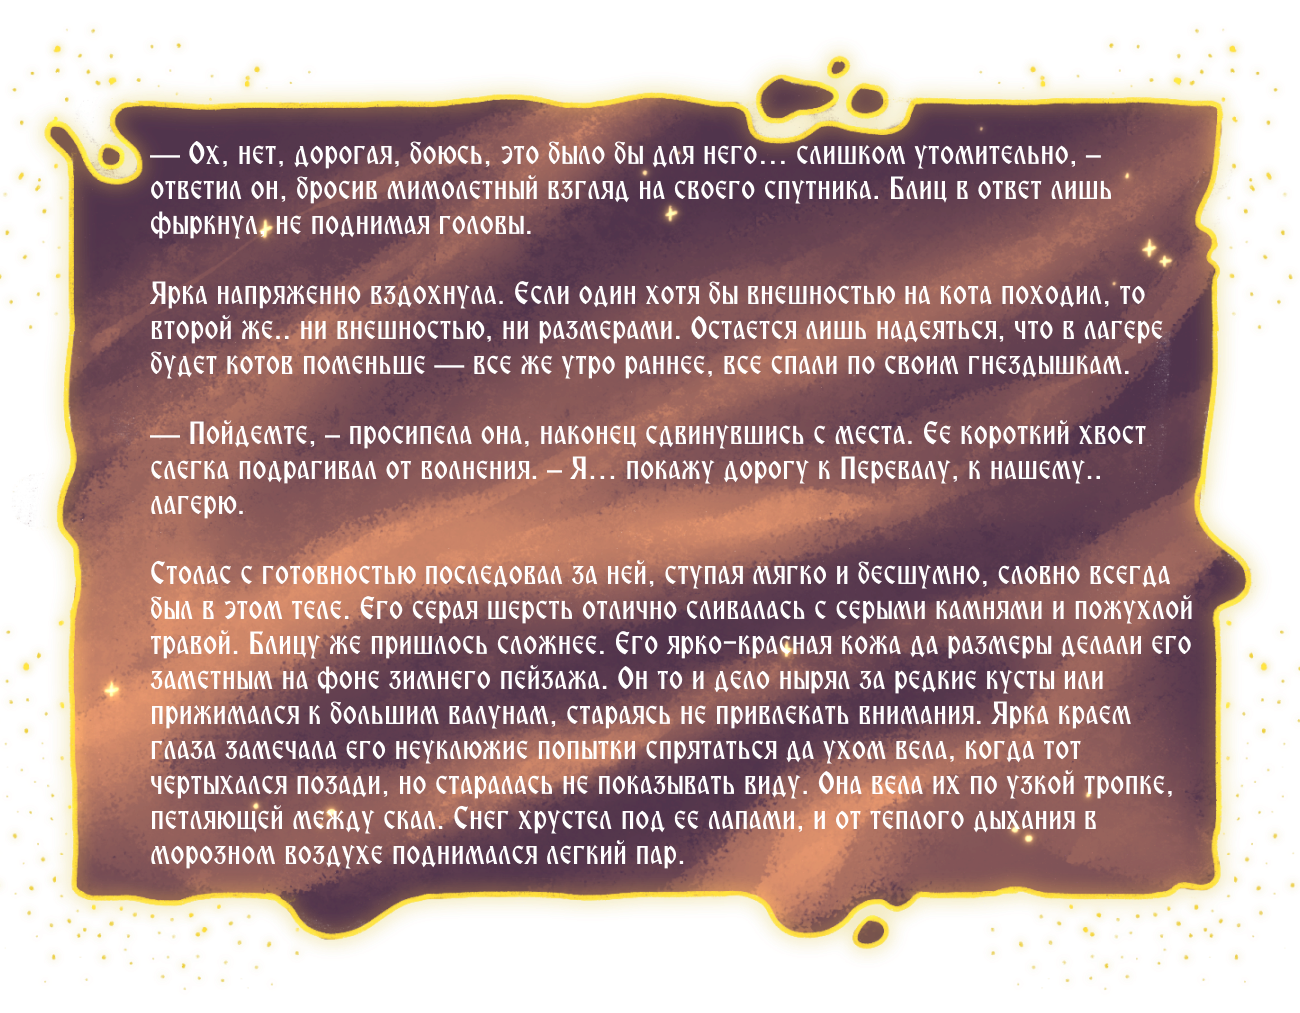 — Ох, нет, дорогая, боюсь, это было бы для него... слишком утомительно, –
ответил он, бросив мимолетный взгляд на своего спутника. Блиц в ответ лишь
фыркнул, не поднимая головы.
Ярка напряженно вздохнула. Если один хотя бы внешностью на кота походил, то
второй же.. ни внешностью, ни размерами. Остается лишь надеяться, что в лагере
будет котов поменьше — все же утро раннее, все спали по своим гнездышкам.
— Пойдемте, – просипела она, наконец сдвинувшись с места. Ее короткий хвост
слегка подрагивал от волнения. – Я... покажу дорогу к Перевалу, к нашему..
лагерю.
Столас с готовностью последовал за ней, ступая мягко и бесшумно, словно всегда
был в этом теле. Его серая шерсть отлично сливалась с серыми камнями и пожухлой
травой. Блицу же пришлось сложнее. Его ярко-красная кожа да размеры делали его
заметным на фоне зимнего пейзажа. Он то и дело нырял за редкие кусты или
прижимался к большим валунам, стараясь не привлекать внимания. Ярка краем
глаза замечала его неуклюжие попытки спрятаться да ухом вела, когда тот
чертыхался позади, но старалась не показывать виду. Она вела их по узкой тропке,
петляющей между скал. Снег хрустел под ее лапами, и от теплого дыхания в
морозном воздухе поднимался легкий пар.